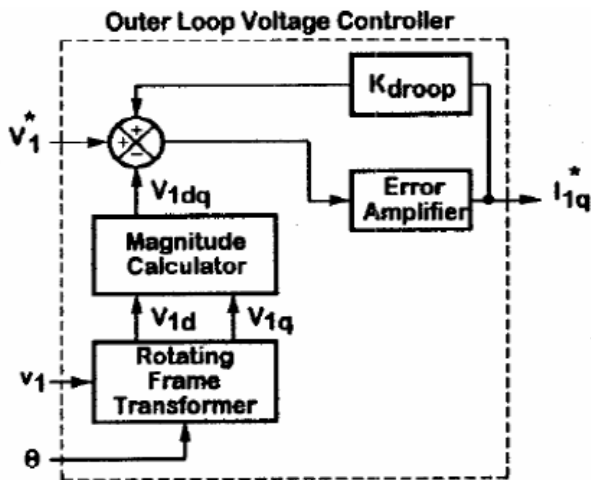 Outer Loop Voltage Controller
Kdroop
V1*
+
+
−
V1dq
Error
Amplifier
I1q*
Magnitude
Calculator
V1d
V1q
Rotating
Frame
Transformer
v1
θ